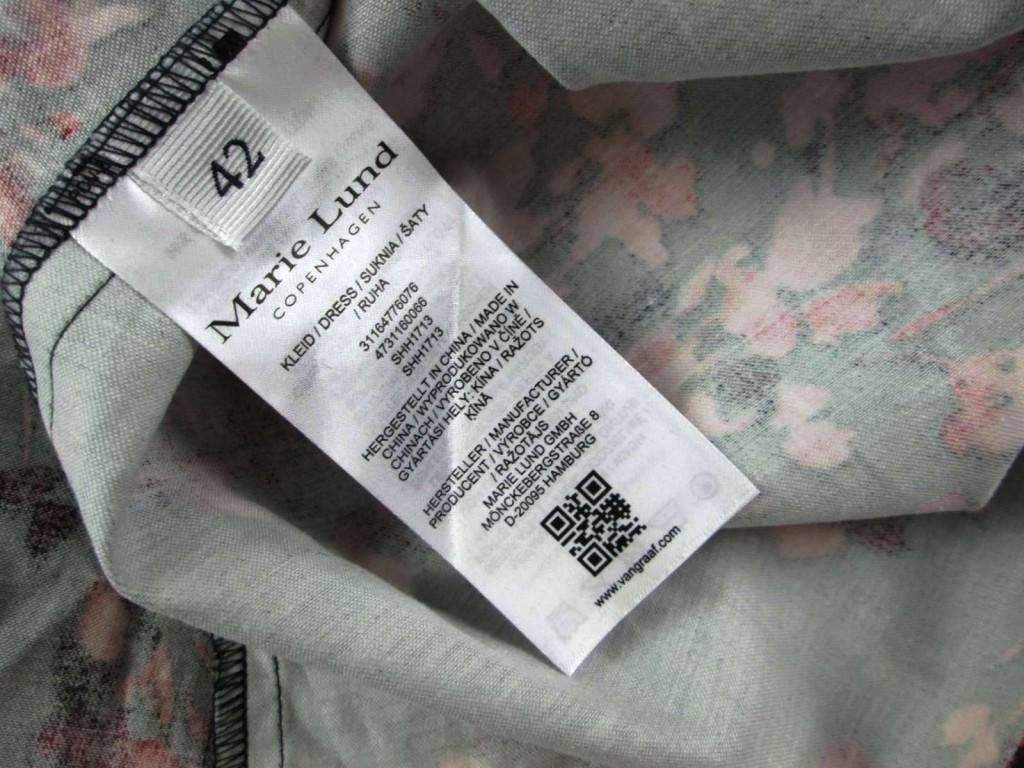 42
Marie Lund
COPENHAGEN
KLEID / DRESS / SUKNIA / ŠATY
/ RUHA
31164776076
4731160066
SHH1713
SHH1713
HERGESTELLT IN CHINA / MADE IN
CHINA / WYPRODUKOWANO W
CHINACH / VYROBENO V ČÍNĚ /
GYÁRTÁSI HELY: KÍNA / RAŽOTS
ĶĪNĀ
HERSTELLER / MANUFACTURER /
PRODUCENT / VÝROBCE / GYÁRTÓ
/ RAŽOTĀJS
MARIE LUND GMBH
MÖNCKEBERGSTRAßE 8
D-20095 HAMBURG
www.vangraaf.com